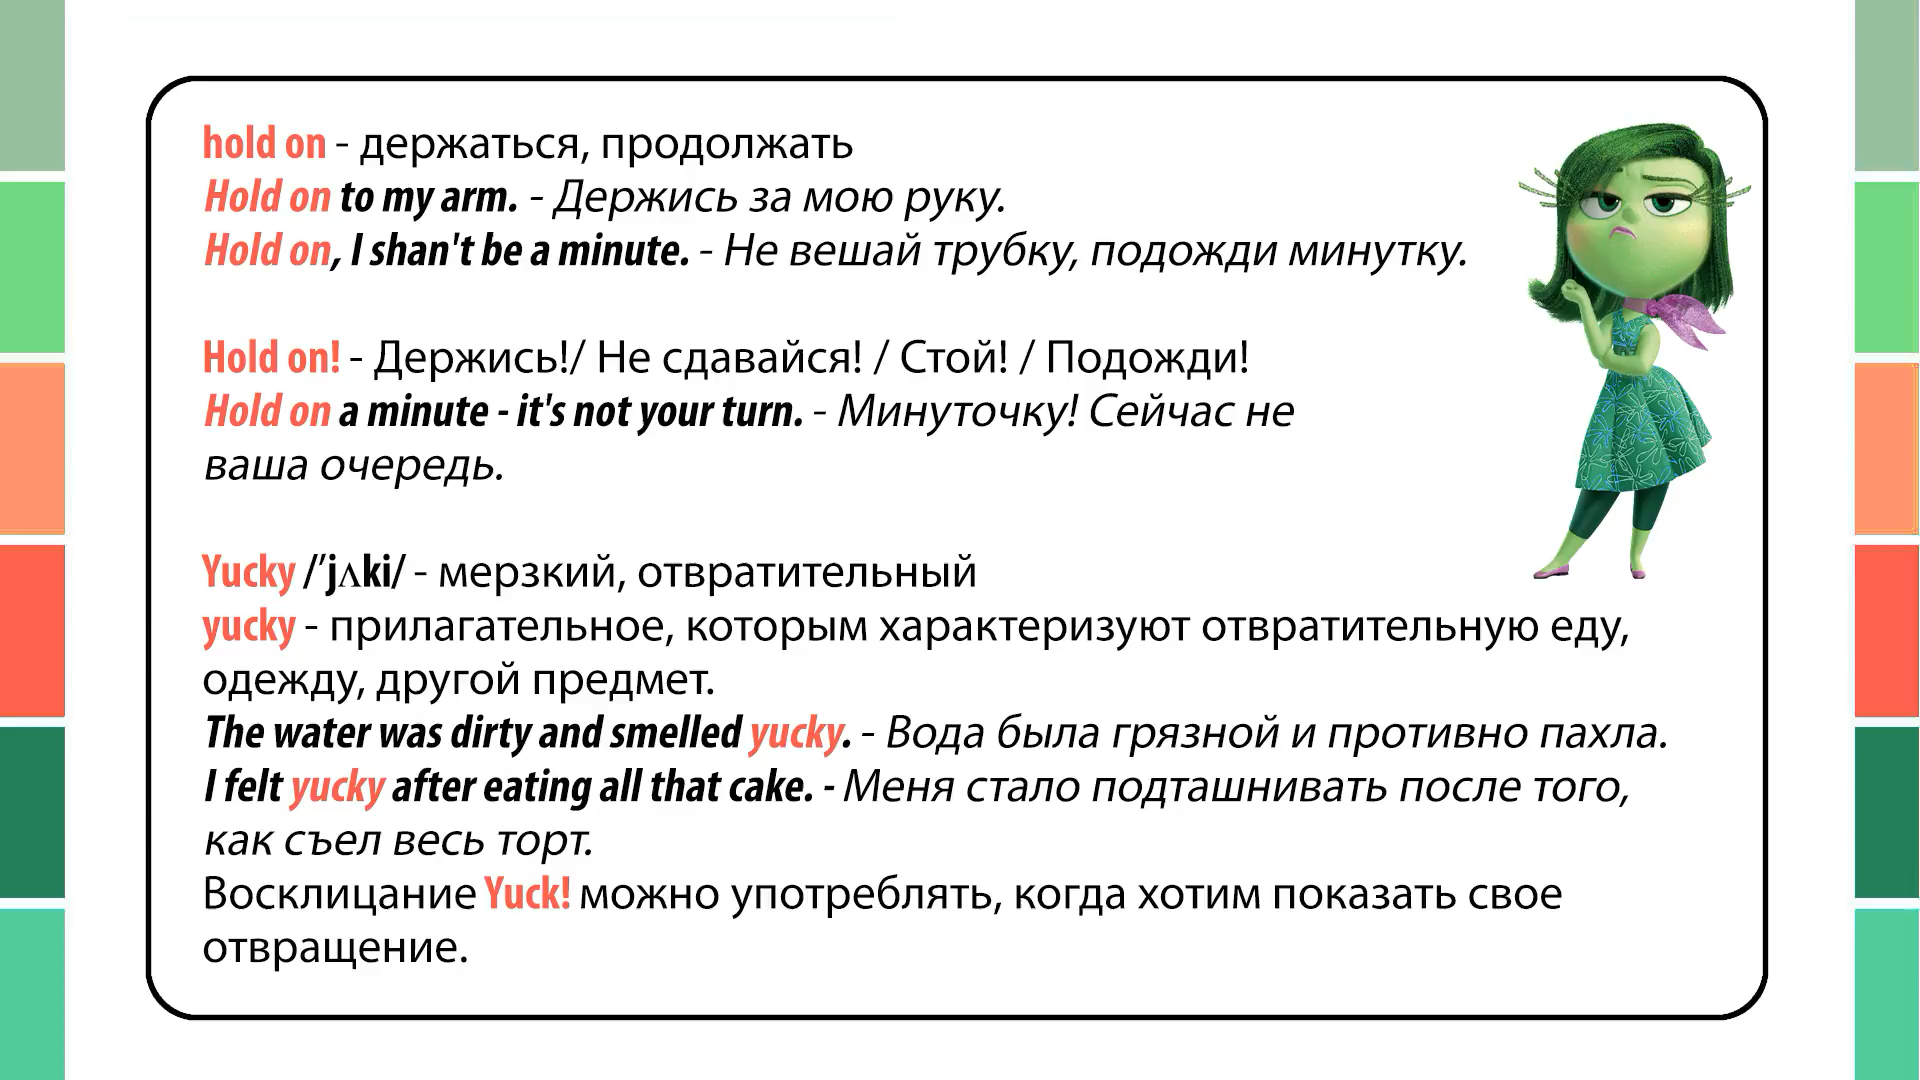 hold on - держаться, продолжать
Hold on to my arm. - Держись за мою руку.
Hold on, I shan't be a minute. - Не вешай трубку, подожди минутку.
Hold on! - Держись!/ Не сдавайся! / Стой! / Подожди!
Hold on a minute - it's not your turn. - Минуточку! Сейчас не
ваша очередь.
Yucky /ˈjʌki/ - мерзкий, отвратительный
yucky - прилагательное, которым характеризуют отвратительную еду,
одежду, другой предмет.
The water was dirty and smelled yucky. - Вода была грязной и противно пахла.
I felt yucky after eating all that cake. - Меня стало подташнивать после того,
как съел весь торт.
Восклицание Yuck! можно употреблять, когда хотим показать свое
отвращение.